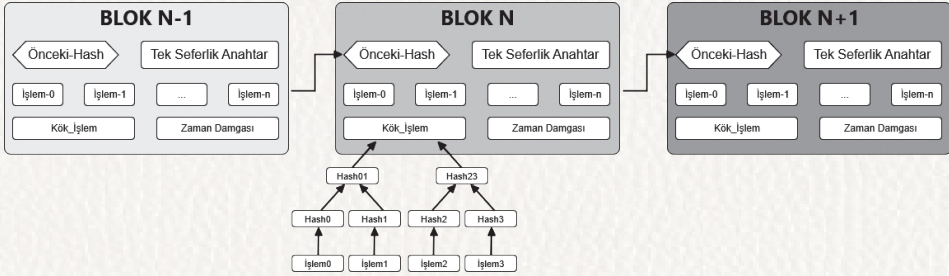 BLOK N-1
Önceki-Hash Tek Seferlik Anahtar
İşlem-0 İşlem-1 ... İşlem-n
Kök_İşlem Zaman Damgası
BLOK N
Önceki-Hash Tek Seferlik Anahtar
İşlem-0 İşlem-1 ... İşlem-n
Kök_İşlem Zaman Damgası
BLOK N+1
Önceki-Hash Tek Seferlik Anahtar
İşlem-0 İşlem-1 ... İşlem-n
Kök_İşlem Zaman Damgası
Hash01 Hash23
Hash0 Hash1 Hash2 Hash3
İşlem0 İşlem1 İşlem2 İşlem3